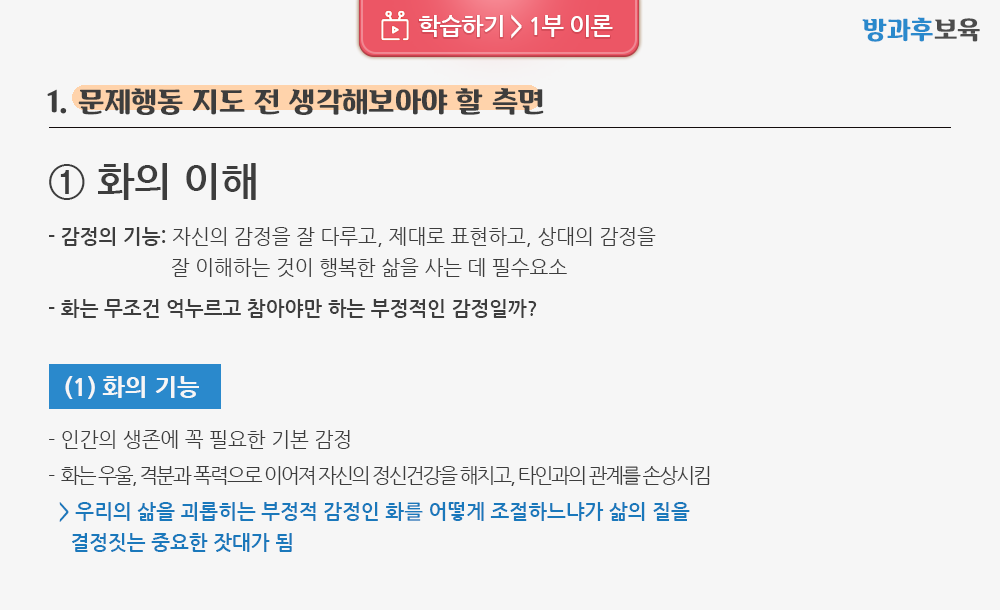 학습하기 > 1부 이론
방과후보육
1. 문제행동 지도 전 생각해보아야 할 측면
① 화의 이해
- 감정의 기능: 자신의 감정을 잘 다루고, 제대로 표현하고, 상대의 감정을
잘 이해하는 것이 행복한 삶을 사는 데 필수요소
- 화는 무조건 억누르고 참아야만 하는 부정적인 감정일까?
(1) 화의 기능
- 인간의 생존에 꼭 필요한 기본 감정
- 화는 우울, 격분과 폭력으로 이어져 자신의 정신건강을 해치고, 타인과의 관계를 손상시킴
> 우리의 삶을 괴롭히는 부정적 감정인 화를 어떻게 조절하느냐가 삶의 질을
결정짓는 중요한 잣대가 됨